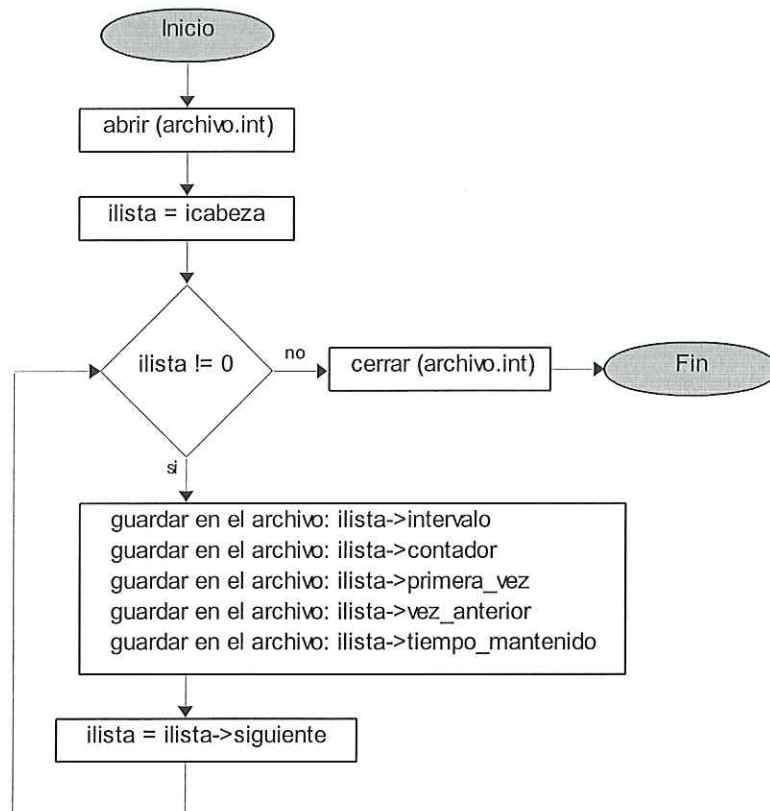 Inicio
abrir (archivo.int)
ilista = icabeza
ilista != 0
no
cerrar (archivo.int)
Fin
si
guardar en el archivo: ilista->intervalo
guardar en el archivo: ilista->contador
guardar en el archivo: ilista->primera_vez
guardar en el archivo: ilista->vez_anterior
guardar en el archivo: ilista->tiempo_mantenido
ilista = ilista->siguiente